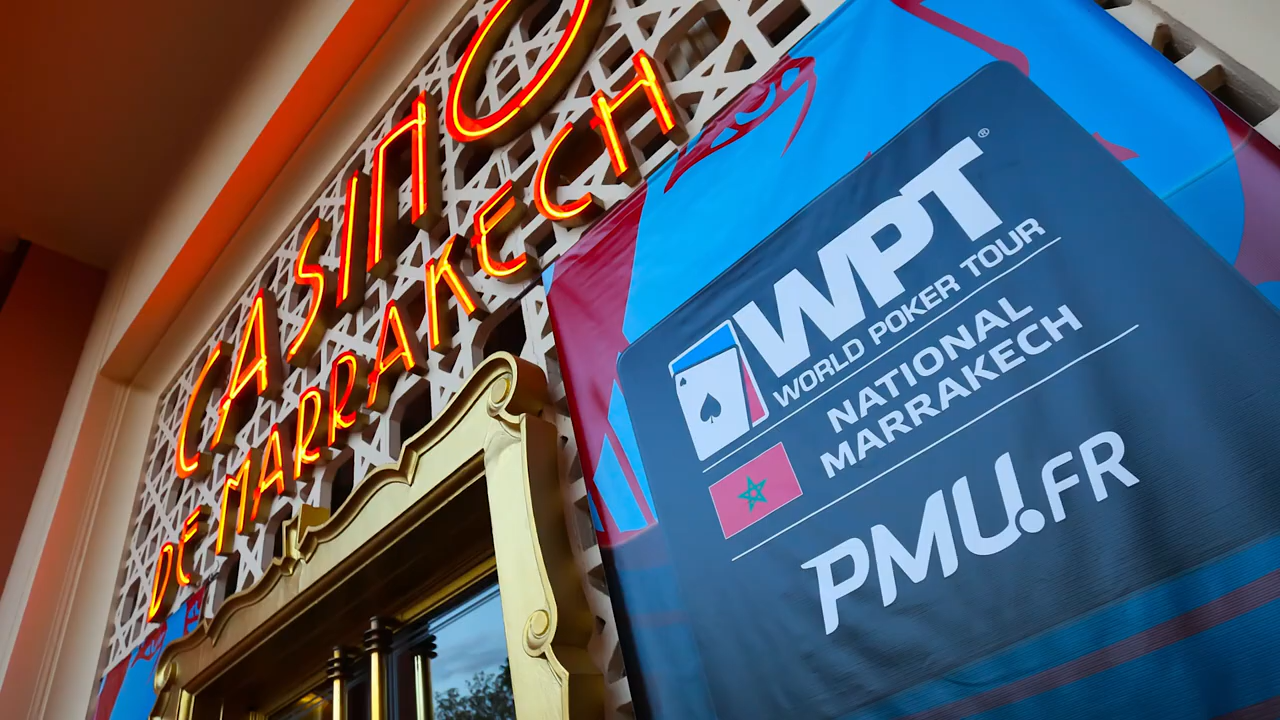 CASINO
DE MARRAKECH
WPT®
WORLD POKER TOUR
NATIONAL
MARRAKECH
PMU.FR